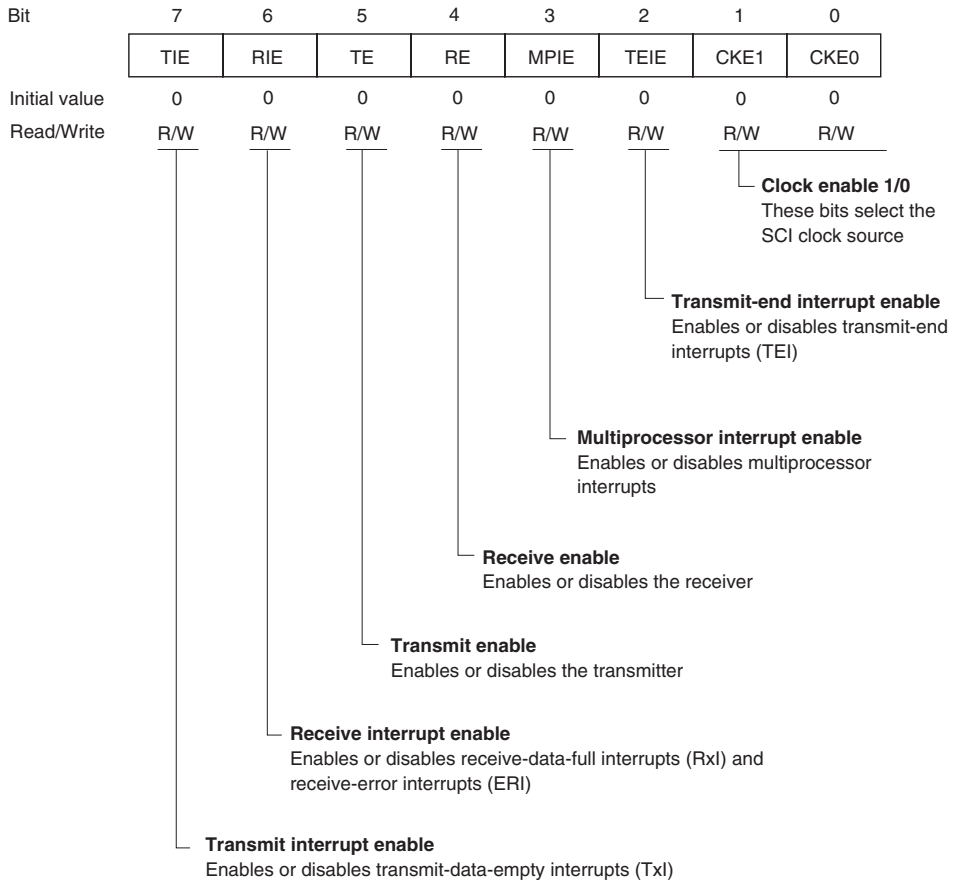 Bit 7 6 5 4 3 2 1 0
TIE RIE TE RE MPIE TEIE CKE1 CKE0
Initial value 0 0 0 0 0 0 0 0
Read/Write R/W R/W R/W R/W R/W R/W R/W R/W
Clock enable 1/0
These bits select the
SCI clock source
Transmit-end interrupt enable
Enables or disables transmit-end
interrupts (TEI)
Multiprocessor interrupt enable
Enables or disables multiprocessor
interrupts
Receive enable
Enables or disables the receiver
Transmit enable
Enables or disables the transmitter
Receive interrupt enable
Enables or disables receive-data-full interrupts (RxI) and
receive-error interrupts (ERI)
Transmit interrupt enable
Enables or disables transmit-data-empty interrupts (TxI)